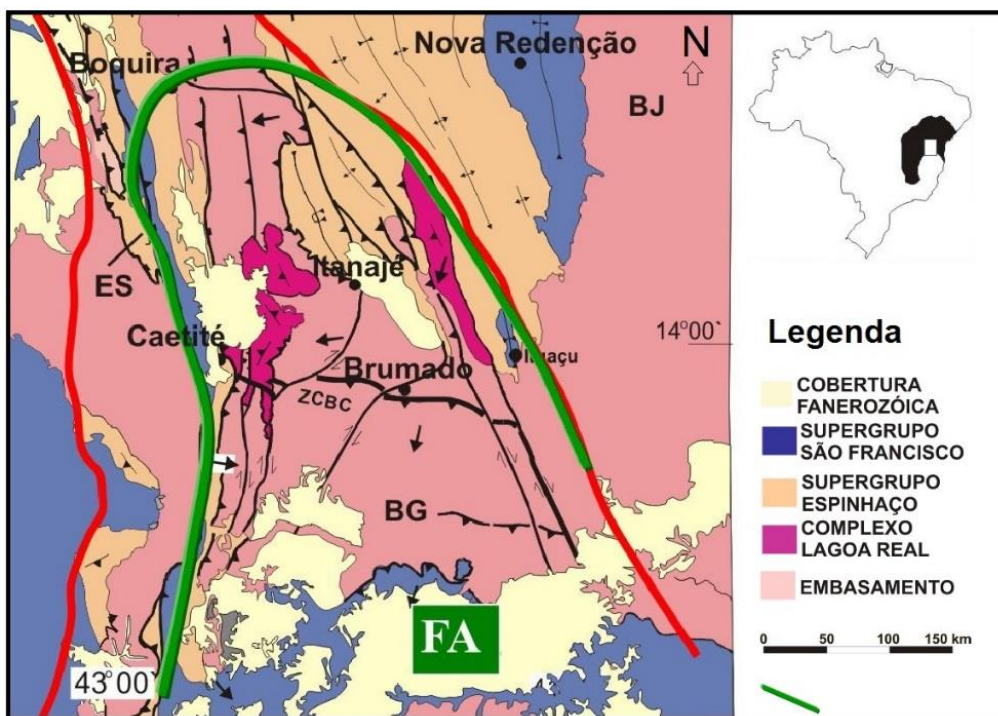 Boquira
Nova Redenção
N
BJ
ES
Itanajé
Caetité
14°00`
Ituaçu
Brumado
ZCBC
BG
FA
43°00`
Legenda
COBERTURA
FANEROZÓICA
SUPERGRUPO
SÃO FRANCISCO
SUPERGRUPO
ESPINHAÇO
COMPLEXO
LAGOA REAL
EMBASAMENTO
0 50 100 150 km